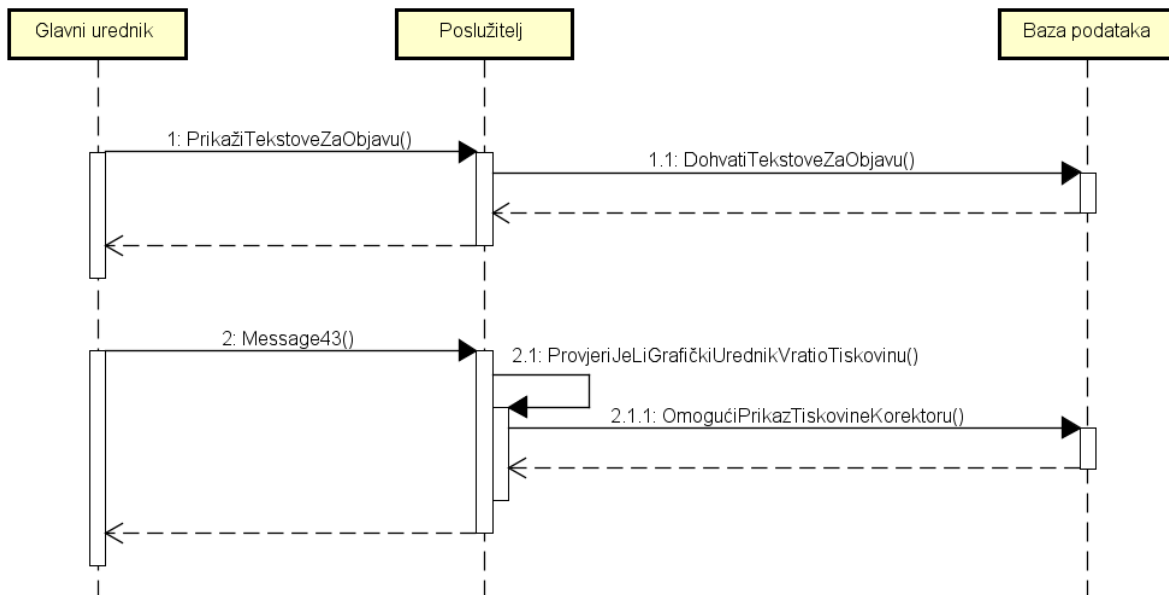 Glavni urednik
Poslužitelj
Baza podataka
1: PrikažiTekstoveZaObjavu()
1.1: DohvatiTekstoveZaObjavu()
2: Message43()
2.1: ProvjeriJeLiGrafičkiUrednikVratioTiskovinu()
2.1.1: OmogućiPrikazTiskovineKorektoru()